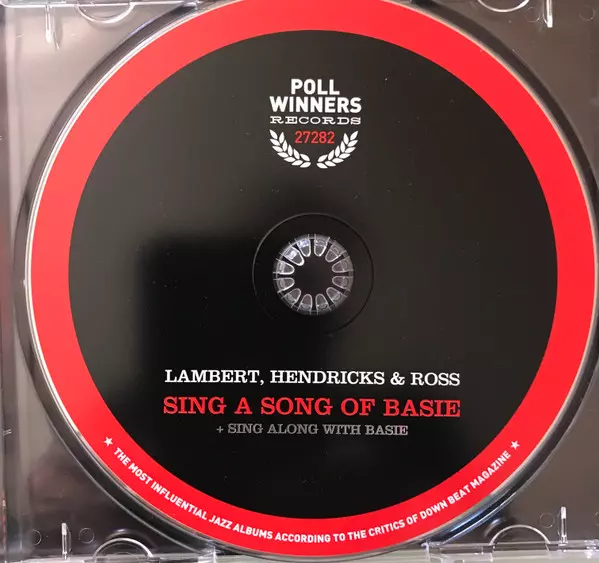 POLL
WINNERS
RECORDS
27282
LAMBERT, HENDRICKS & ROSS
SING A SONG OF BASIE
+ SING ALONG WITH BASIE
★ THE MOST INFLUENTIAL JAZZ ALBUMS ACCORDING TO THE CRITICS OF DOWN BEAT MAGAZINE ★